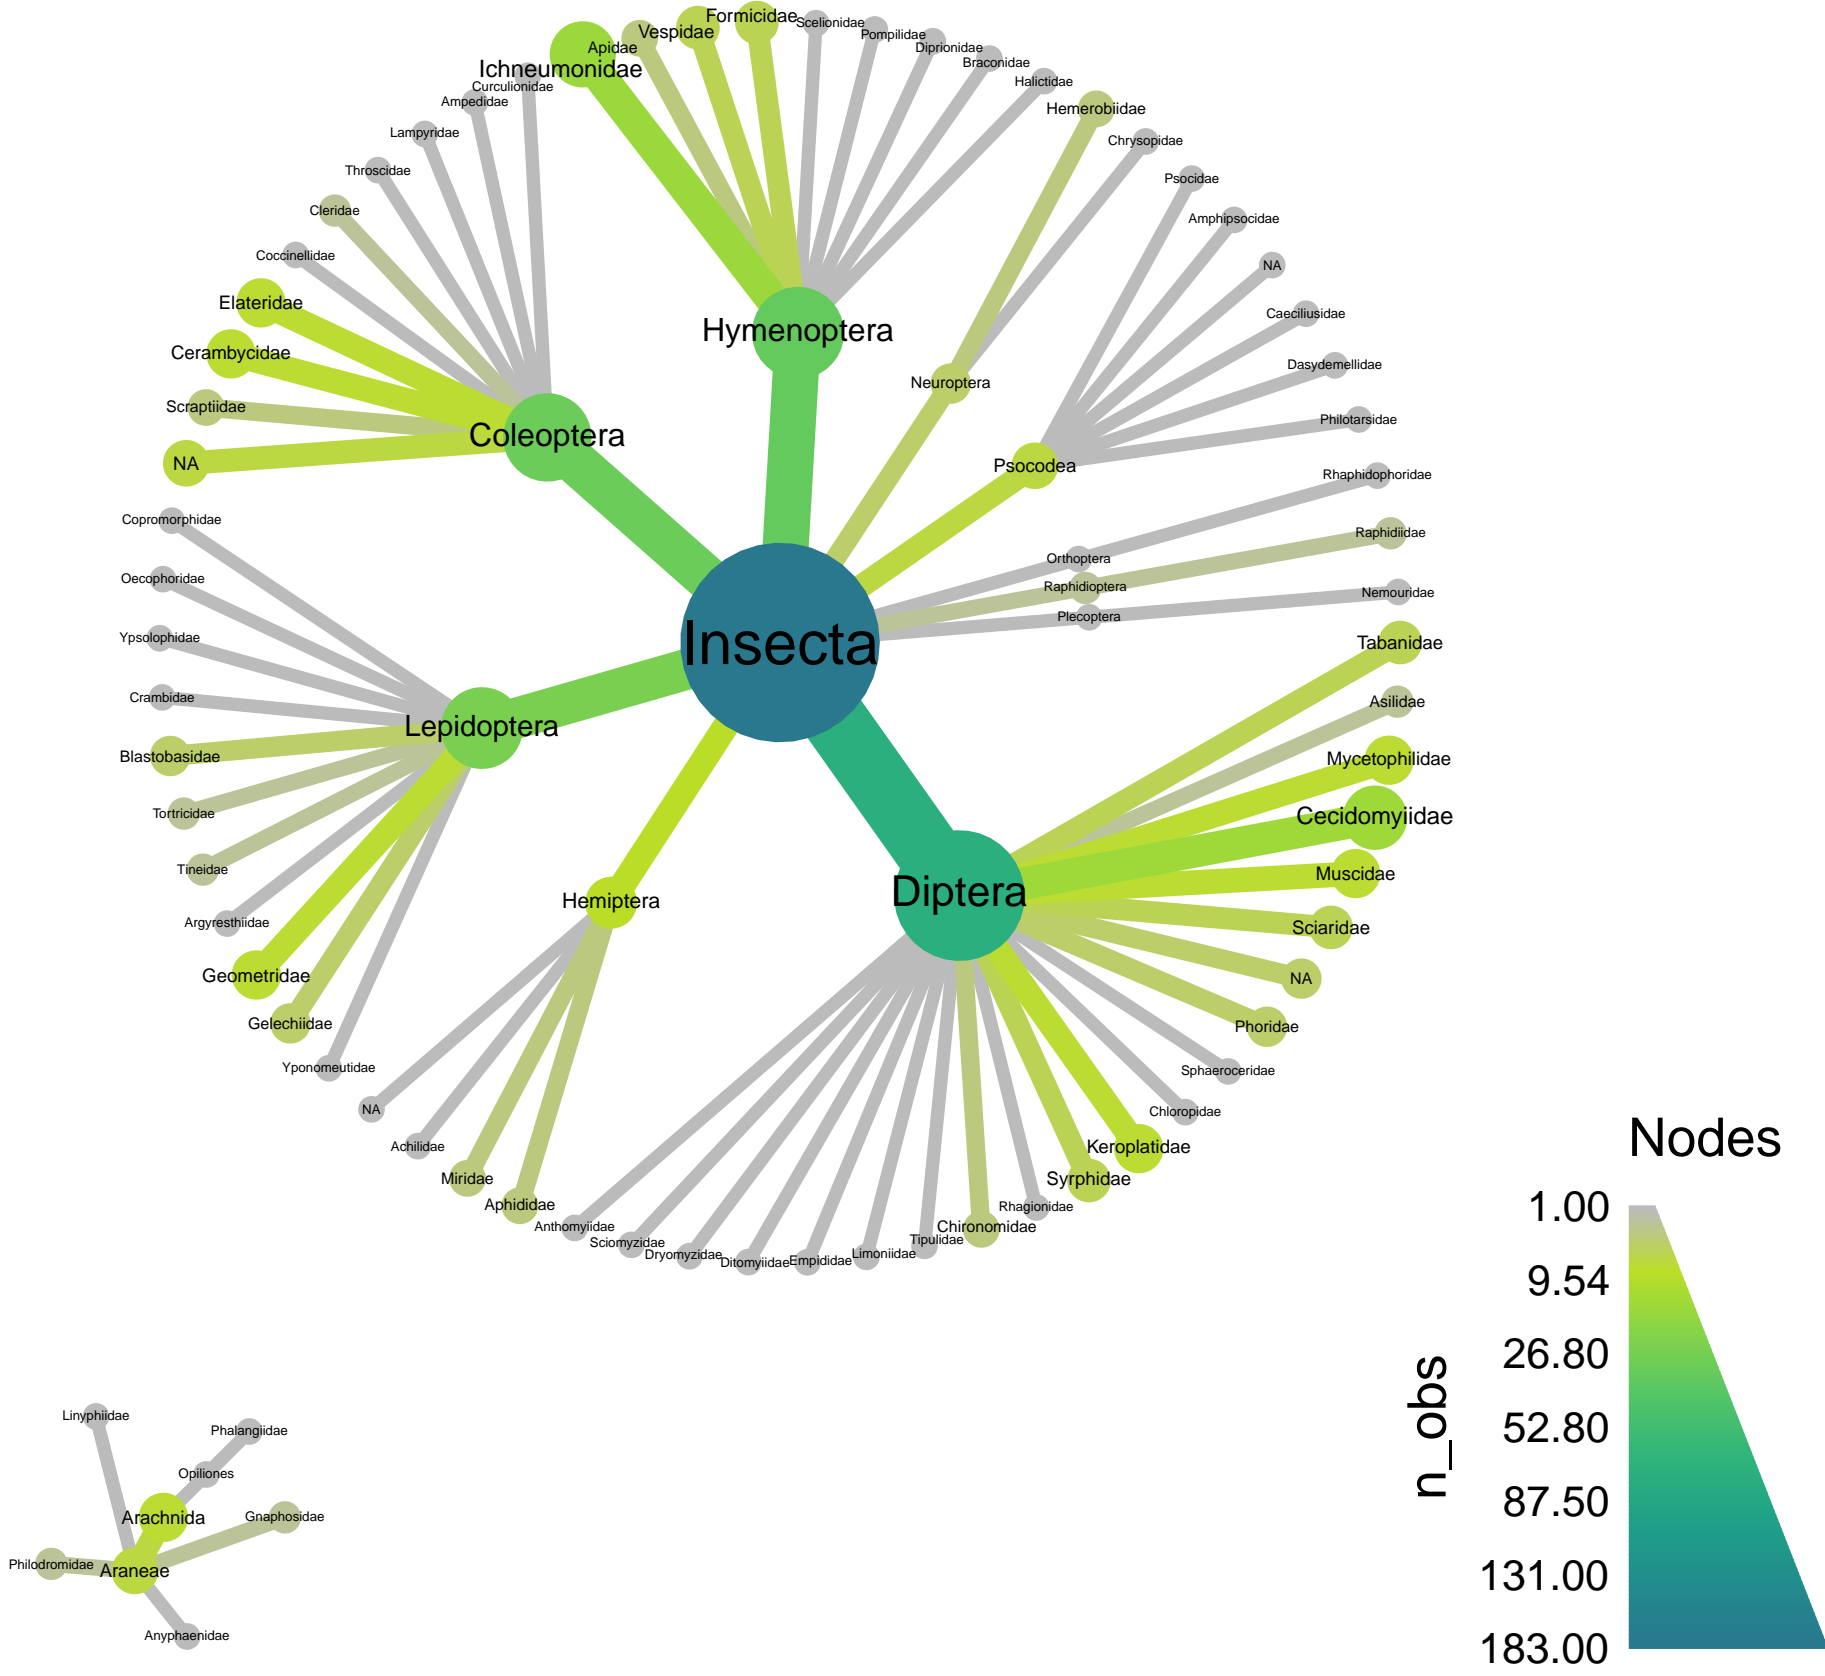 Formicidae
Scelionidae
Vespidae
Pompilidae
Apidae
Diprionidae
Ichneumonidae
Braconidae
Curculionidae
Halictidae
Ampedidae
Hemerobiidae
Lampyridae
Chrysopidae
Throscidae
Psocidae
Cleridae
Amphipsocidae
Coccinellidae
NA
Elateridae
Caeciliusidae
Hymenoptera
Cerambycidae
Dasydemellidae
Neuroptera
Scraptiidae
Philotarsidae
Coleoptera
NA
Psocodea
Rhaphidophoridae
Copromorphidae
Raphidiidae
Orthoptera
Oecophoridae
Raphidioptera
Nemouridae
Plecoptera
Ypsolophidae
Insecta
Tabanidae
Crambidae
Asilidae
Lepidoptera
Blastobasidae
Mycetophilidae
Tortricidae
Cecidomyiidae
Tineidae
Muscidae
Diptera
Hemiptera
Argyresthiidae
Sciaridae
Geometridae
NA
Gelechiidae
Phoridae
Yponomeutidae
Sphaeroceridae
NA
Chloropidae
Achilidae
Keroplatidae
Miridae
Syrphidae
Aphididae
Rhagionidae
Anthomyiidae
Chironomidae
Sciomyzidae
Tipulidae
Dryomyzidae
Limoniidae
Ditomyiidae
Empididae
Linyphiidae
Phalangiidae
Opiliones
Arachnida
Gnaphosidae
Philodromidae
Araneae
Anyphaenidae
Nodes
1.00
9.54
26.80
52.80
87.50
131.00
183.00
n_obs